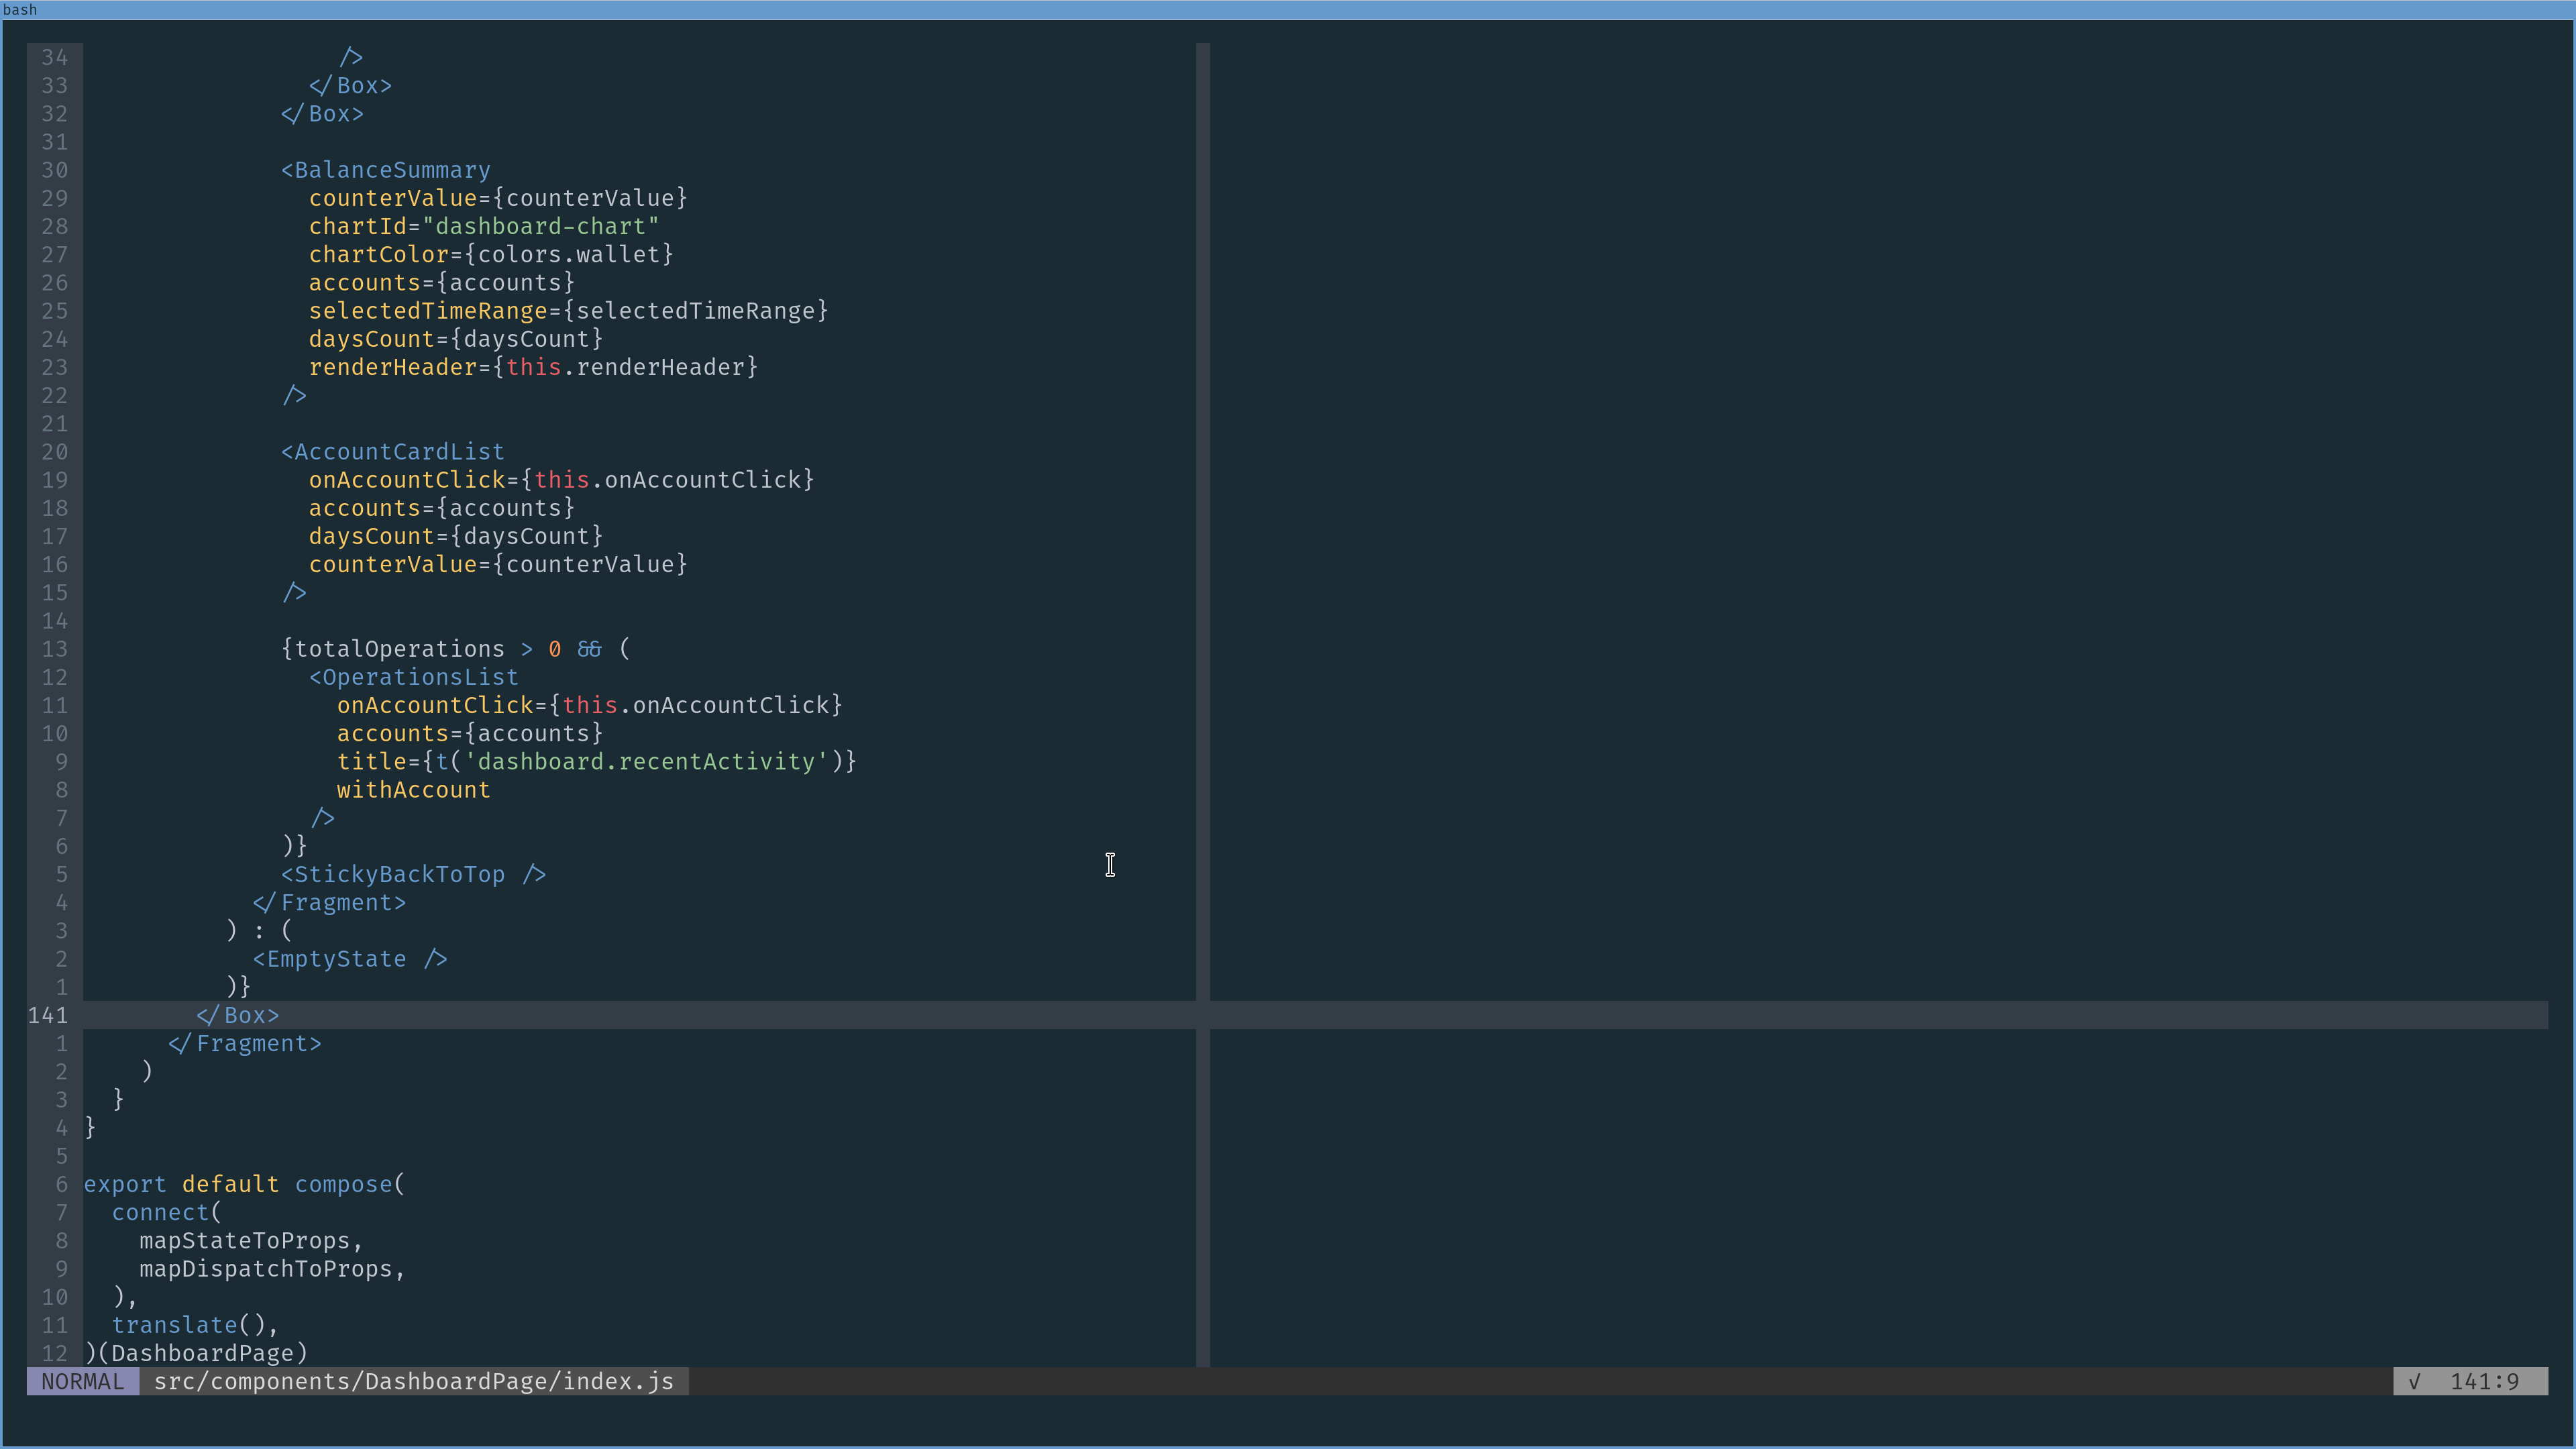 bash
34                   />
33                 </Box>
32               </Box>
31
30               <BalanceSummary
29                 counterValue={counterValue}
28                 chartId="dashboard-chart"
27                 chartColor={colors.wallet}
26                 accounts={accounts}
25                 selectedTimeRange={selectedTimeRange}
24                 daysCount={daysCount}
23                 renderHeader={this.renderHeader}
22               />
21
20               <AccountCardList
19                 onAccountClick={this.onAccountClick}
18                 accounts={accounts}
17                 daysCount={daysCount}
16                 counterValue={counterValue}
15               />
14
13               {totalOperations > 0 && (
12                 <OperationsList
11                   onAccountClick={this.onAccountClick}
10                   accounts={accounts}
9                   title={t('dashboard.recentActivity')}
8                   withAccount
7                 />
6               )}
5               <StickyBackToTop />
4             </Fragment>
3           ) : (
2             <EmptyState />
1           )}
141         </Box>
1       </Fragment>
2     )
3   }
4 }
5
6 export default compose(
7   connect(
8     mapStateToProps,
9     mapDispatchToProps,
10   ),
11   translate(),
12 )(DashboardPage)
NORMAL src/components/DashboardPage/index.js √ 141:9